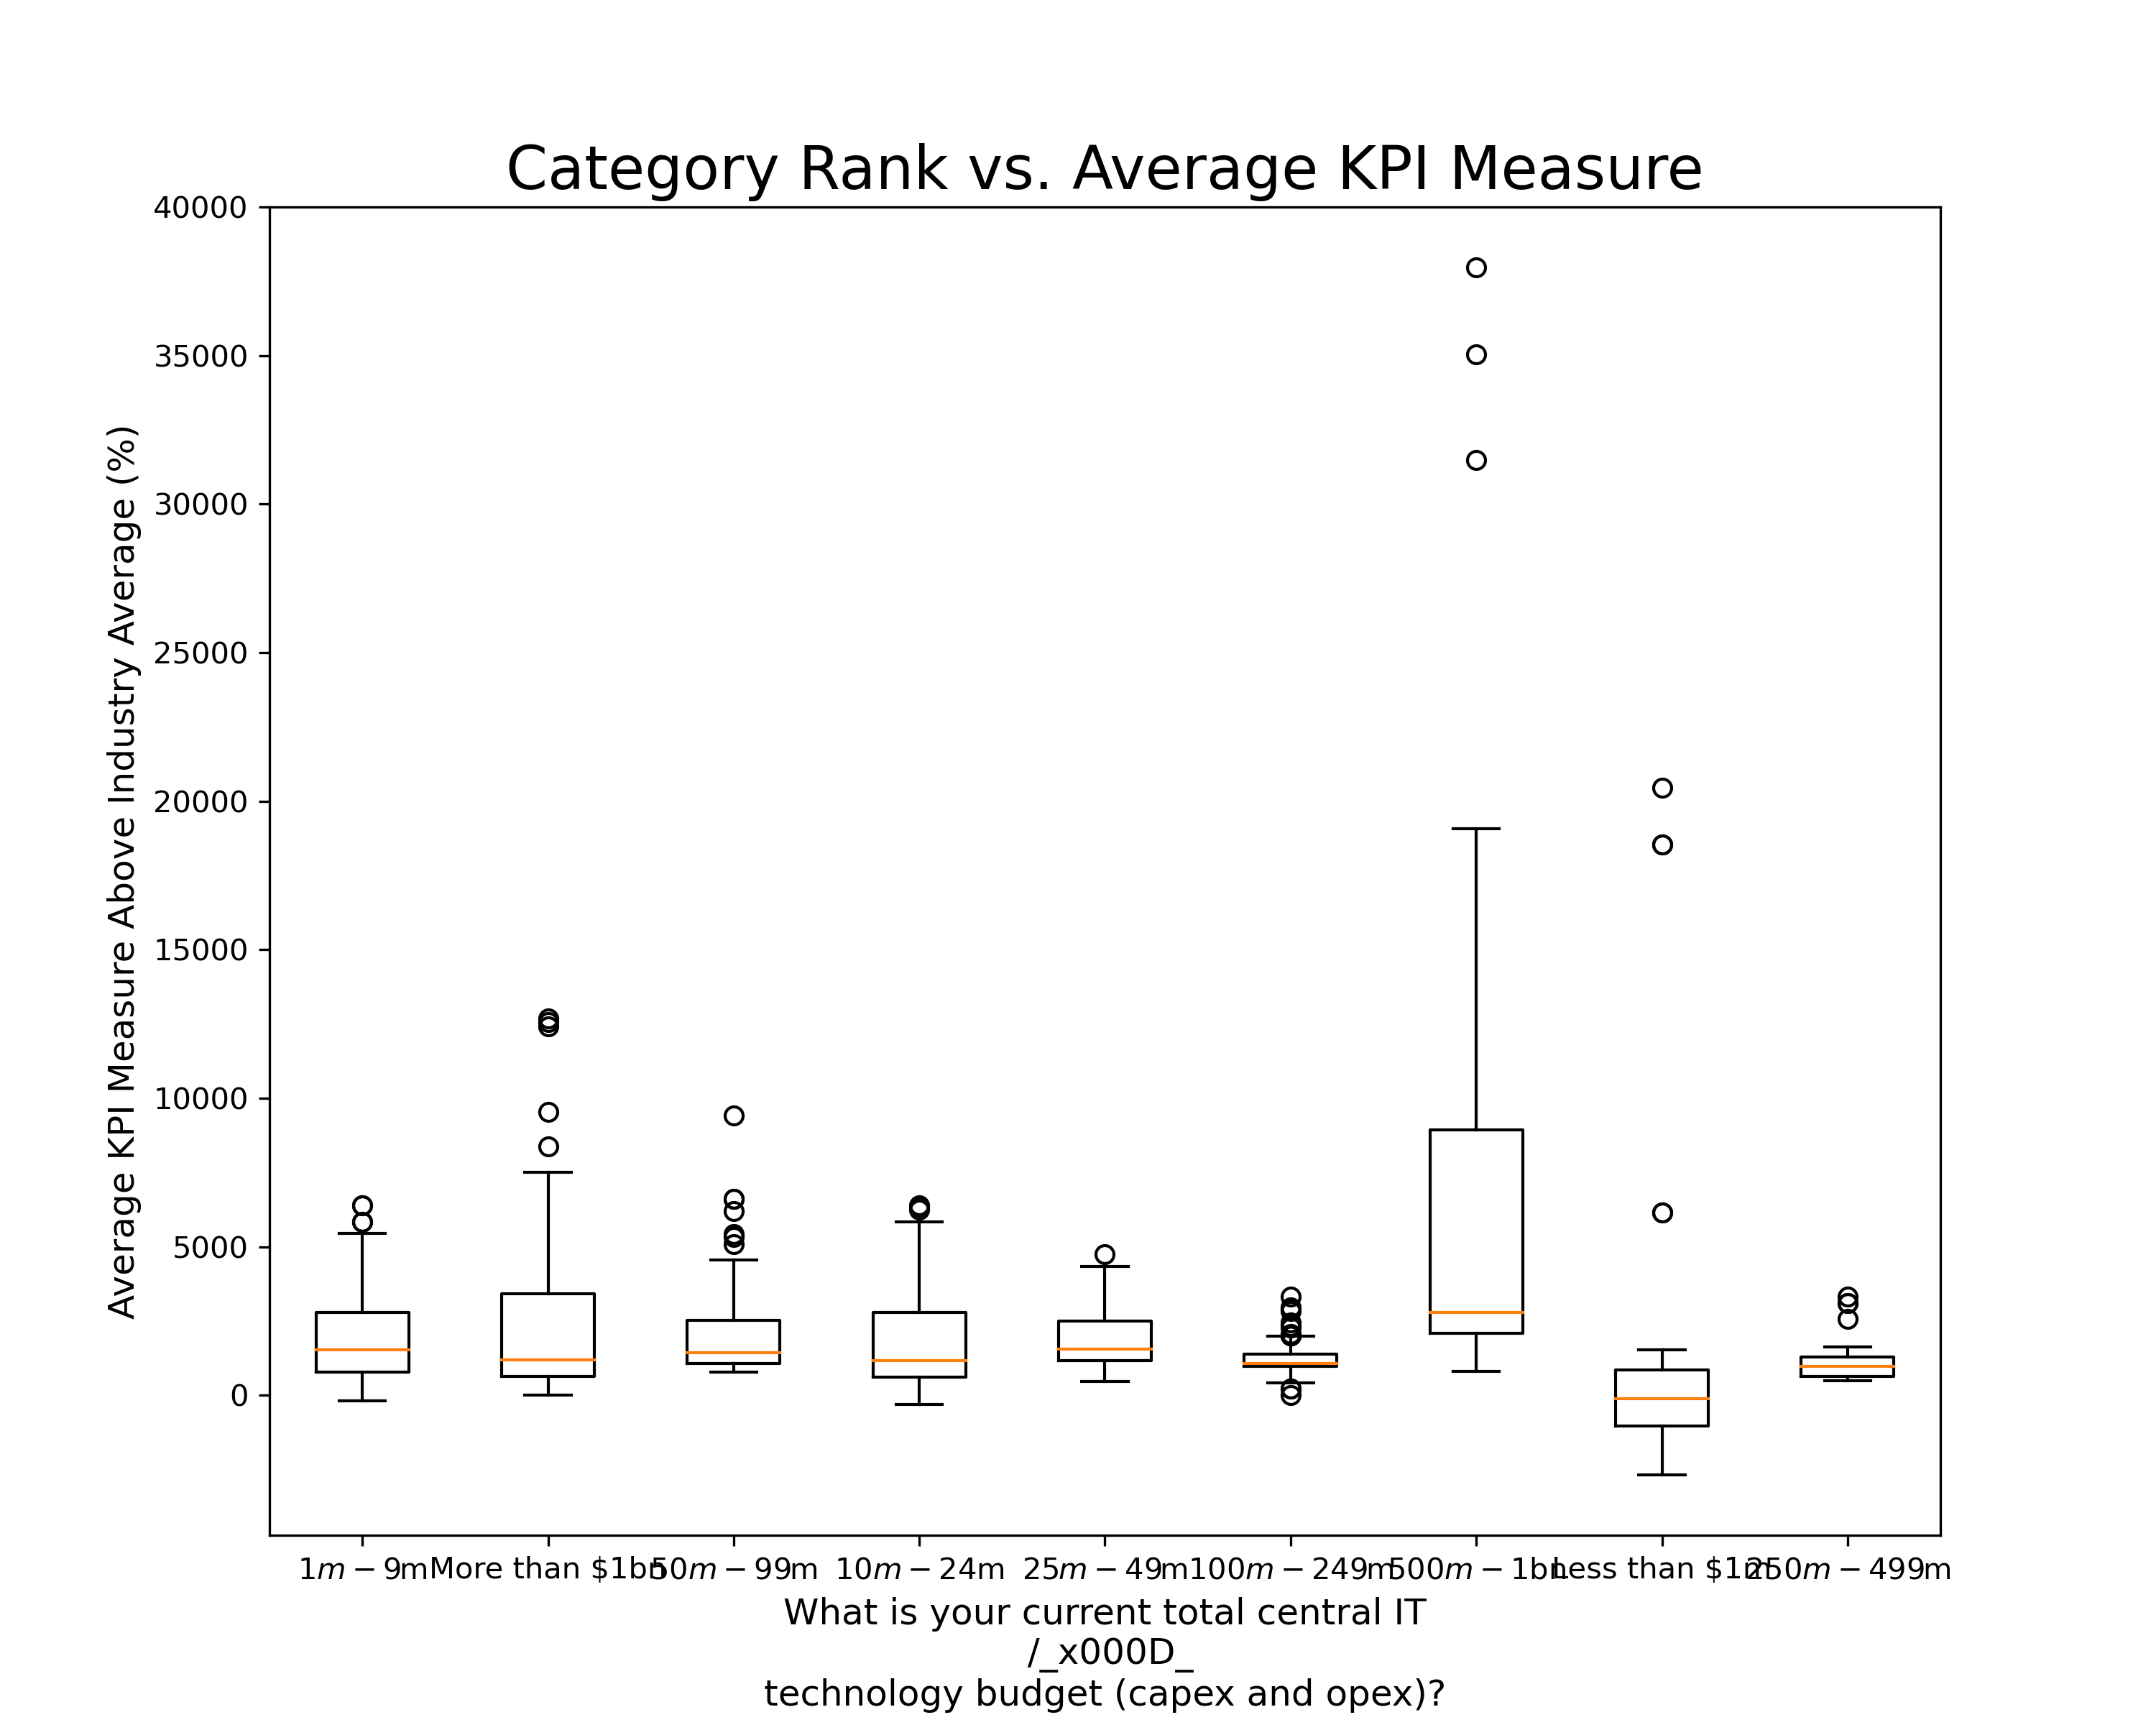 Category Rank vs. Average KPI Measure
Average KPI Measure Above Industry Average (%)
40000
35000
30000
25000
20000
15000
10000
5000
0
1m − 9m
More than $1bn
50m − 99m
10m − 24m
25m − 49m
100m − 249m
500m − 1bn
Less than $1m
250m − 499m
What is your current total central IT
/_x000D_
technology budget (capex and opex)?